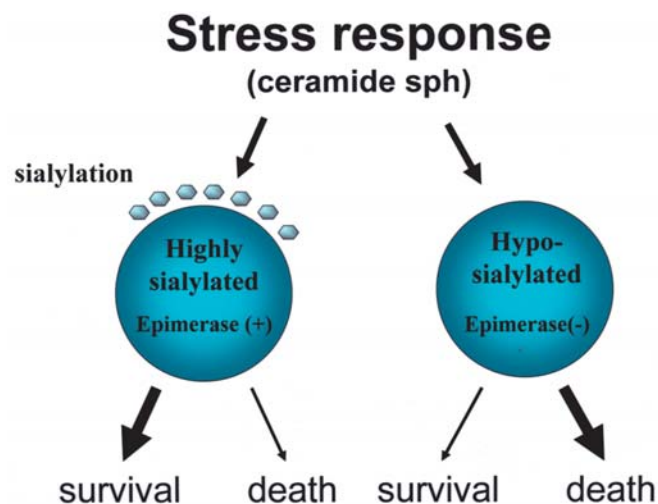 Stress response
(ceramide sph)
sialylation
Highly
sialylated
Epimerase (+)
Hypo-
sialylated
Epimerase(-)
survival
death
survival
death